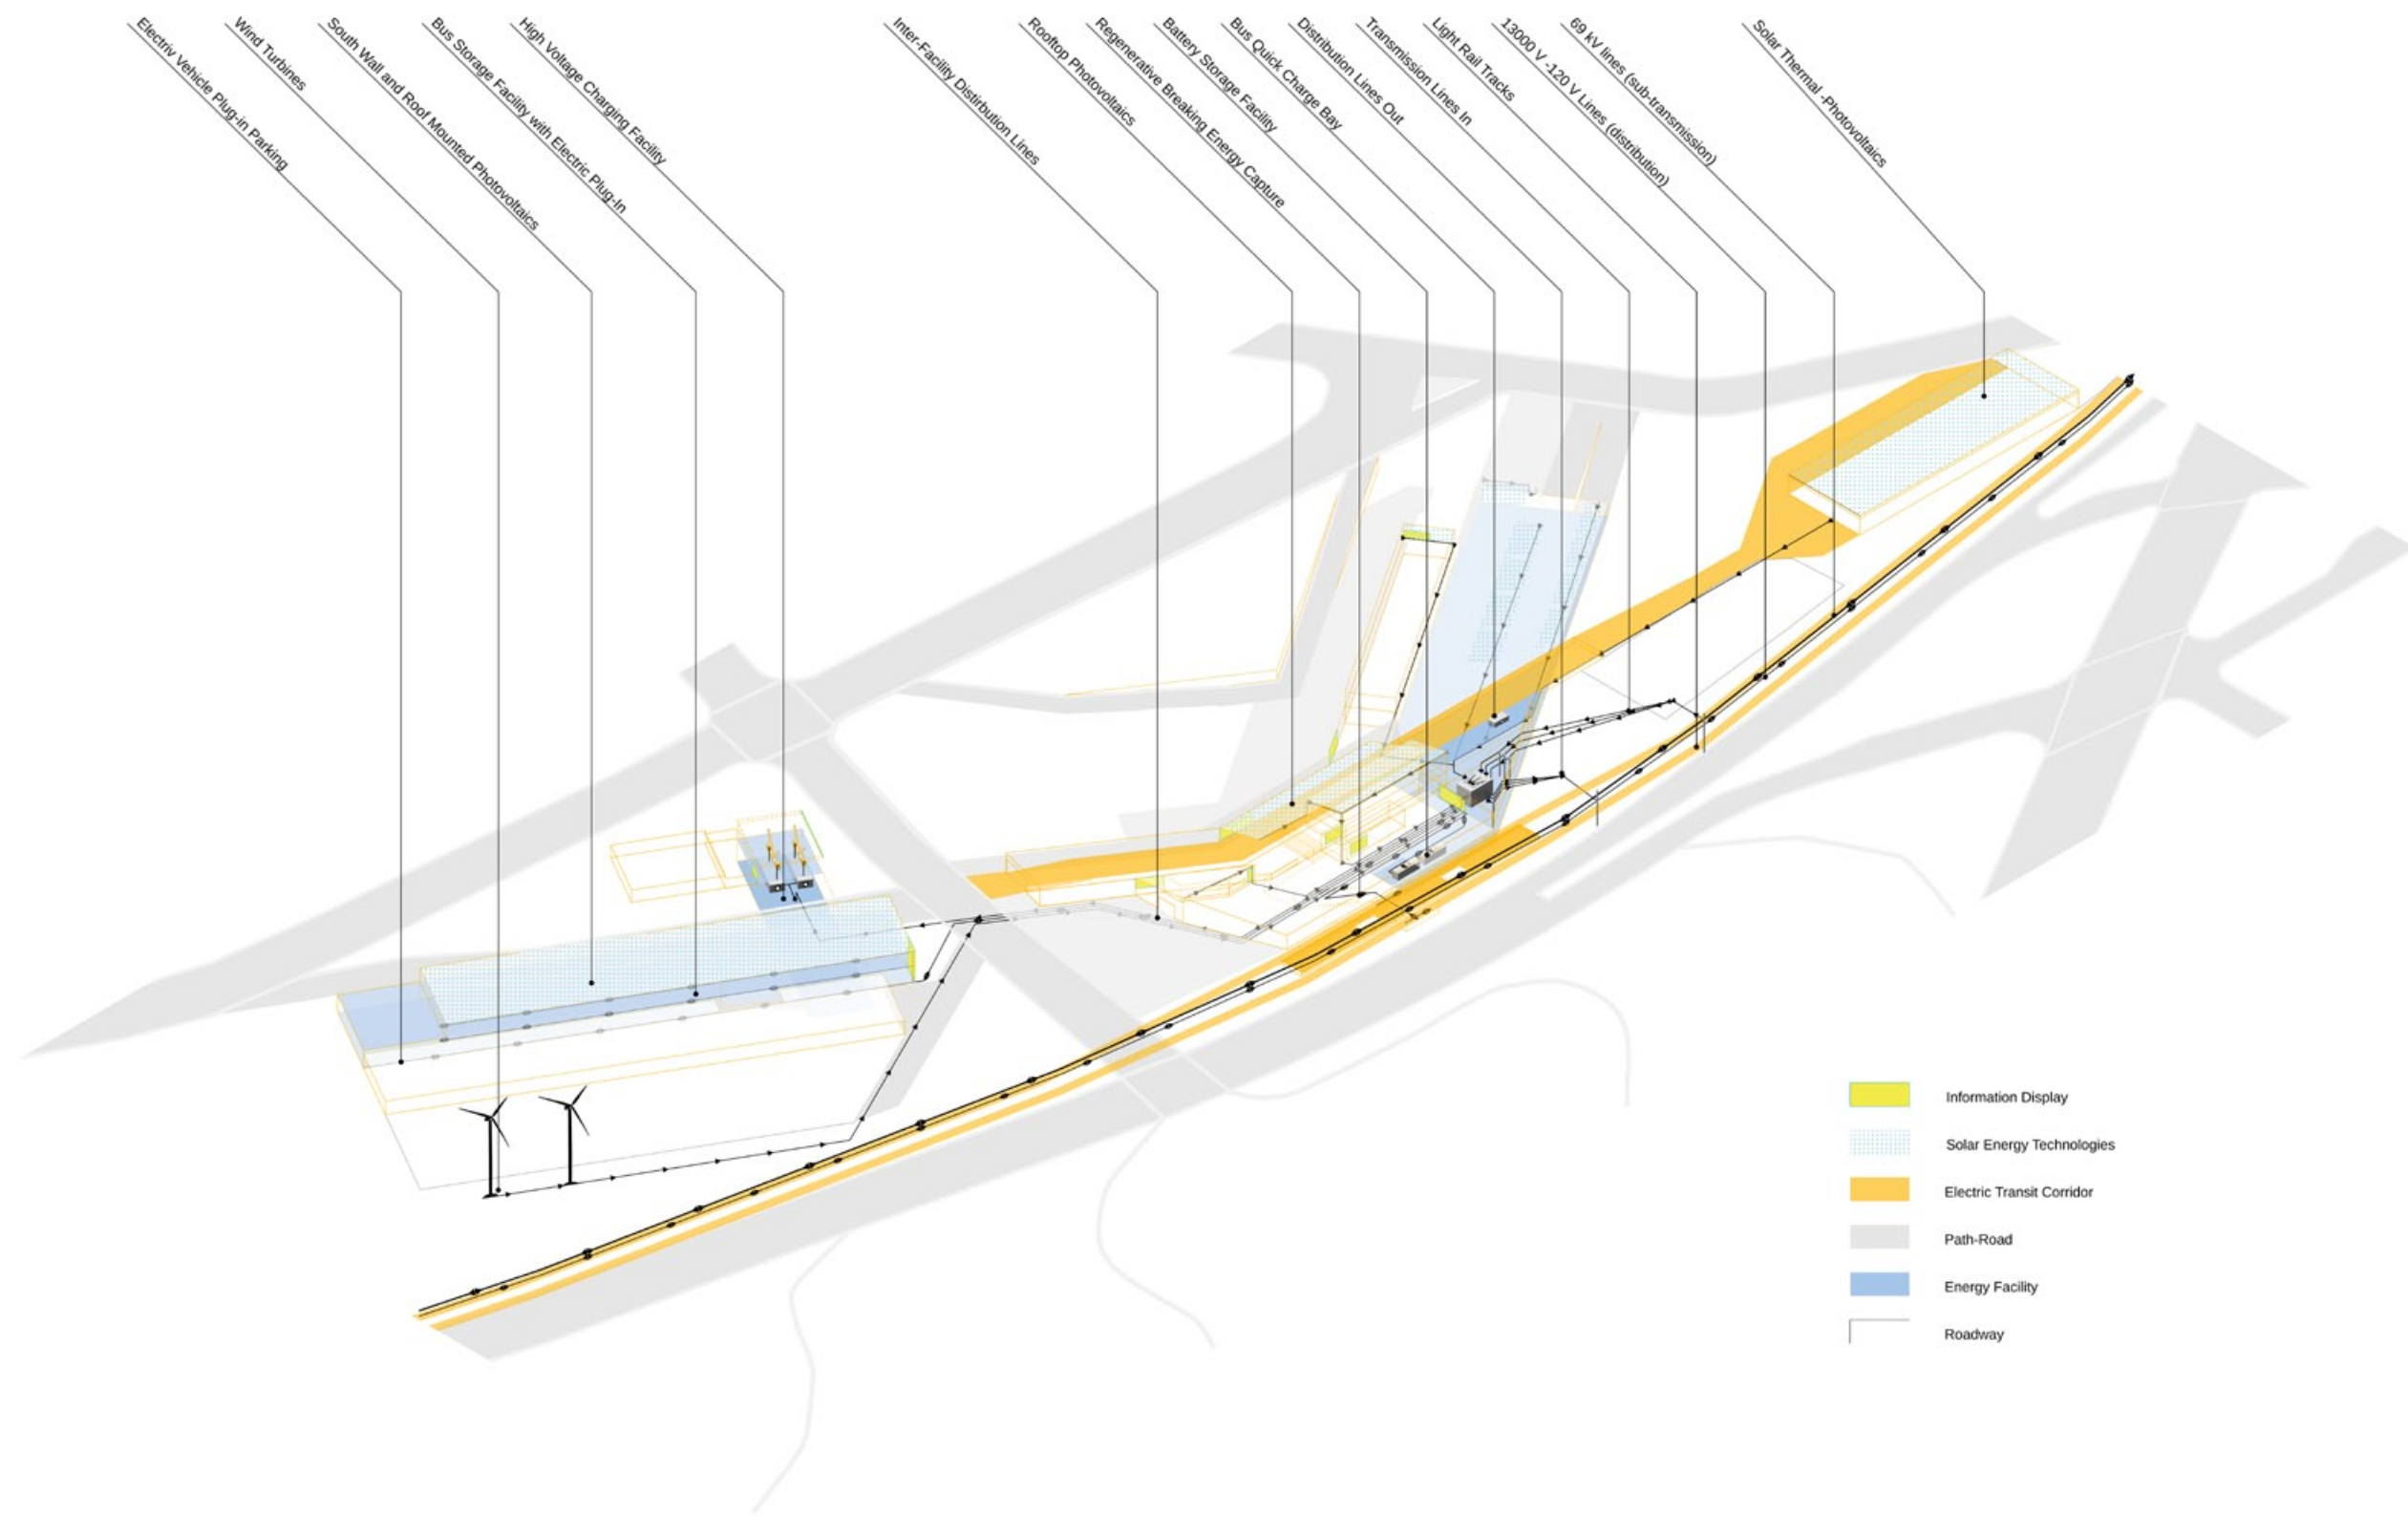 Electriv Vehicle Plug-in Parking
Wind Turbines
South Wall and Roof Mounted Photovoltaics
Bus Storage Facility with Electric Plug-In
High Voltage Charging Facility
Inter-Facility Distirbution Lines
Rooftop Photovoltaics
Regenerative Breaking Energy Capture
Battery Storage Facility
Bus Quick Charge Bay
Distribution Lines Out
Transmission Lines In
Light Rail Tracks
13000 V -120 V Lines (distribution)
69 kV lines (sub-transmission)
Solar Thermal -Photovoltaics
Information Display
Solar Energy Technologies
Electric Transit Corridor
Path-Road
Energy Facility
Roadway